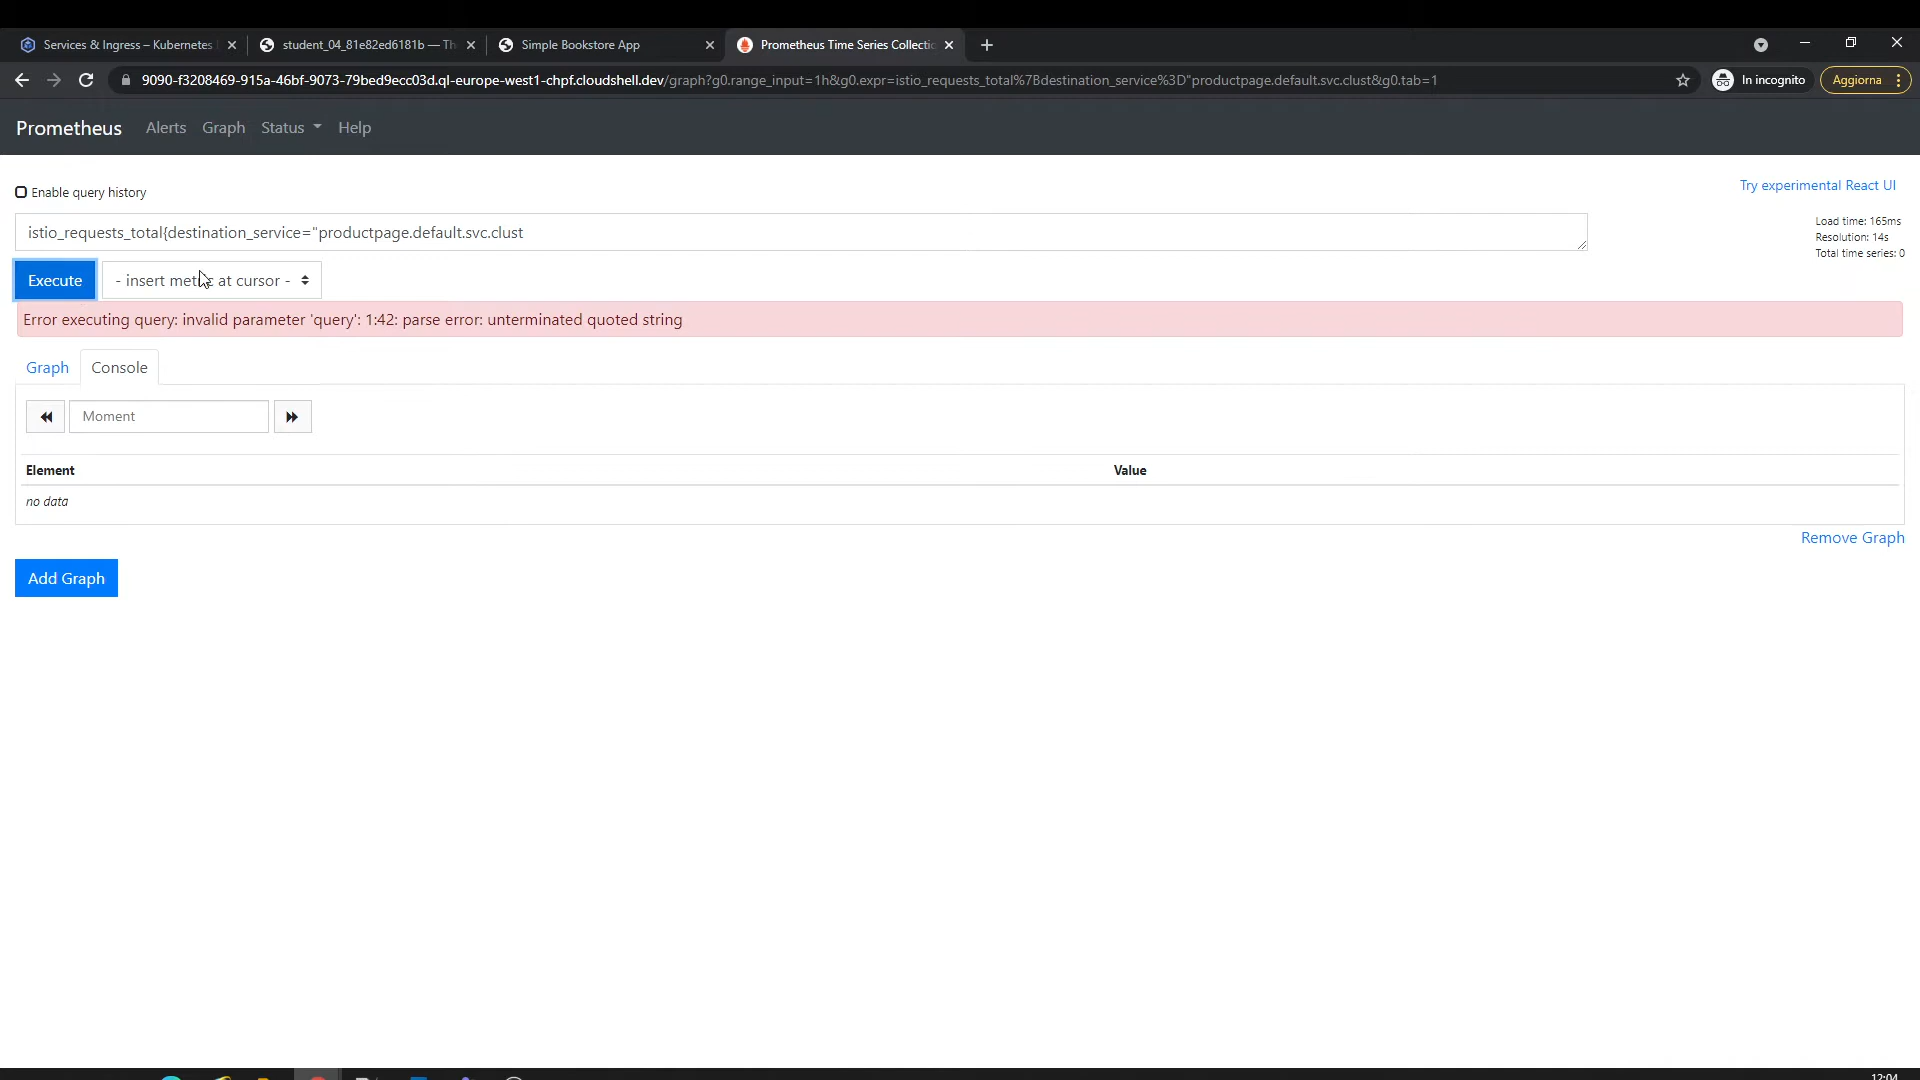 Services & Ingress – Kubernetes
student_04_81e82ed6181b — Th
Simple Bookstore App
Prometheus Time Series Collectic
9090-f3208469-915a-46bf-9073-79bed9ecc03d.ql-europe-west1-chpf.cloudshell.dev/graph?g0.range_input=1h&g0.expr=istio_requests_total%7Bdestination_service%3D"productpage.default.svc.clust&g0.tab=1
In incognito
Aggiorna
Prometheus
Alerts
Graph
Status
Help
Enable query history
Try experimental React UI
istio_requests_total{destination_service="productpage.default.svc.clust
Load time: 165ms
Resolution: 14s
Total time series: 0
Execute
- insert metric at cursor -
Error executing query: invalid parameter 'query': 1:42: parse error: unterminated quoted string
Graph
Console
Moment
Element
Value
no data
Remove Graph
Add Graph
12:04